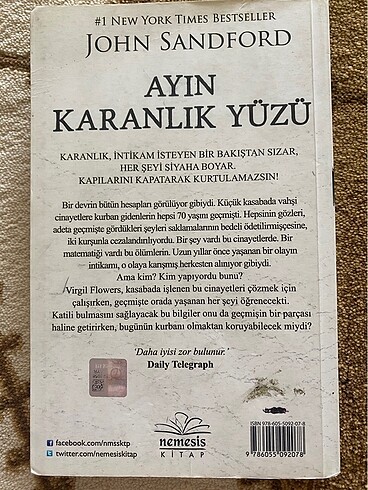 #1 NEW YORK TIMES BESTSELLER
JOHN SANDFORD
AYIN
KARANLIK YÜZÜ
KARANLIK, İNTİKAM İSTEYEN BİR BAKIŞTAN SIZAR,
HER ŞEYİ SİYAHA BOYAR.
KAPILARINI KAPATARAK KURTULAMAZSIN!
Bir devrin bütün hesapları görülüyor gibiydi. Küçük kasabada vahşi
cinayetlere kurban gidenlerin hepsi 70 yaşını geçmişti. Hepsinin gözleri,
adeta geçmişte gördükleri şeyleri saklamalarının bedeli ödetilirmişçesine,
iki kurşunla cezalandırılıyordu. Bir şey vardı bu cinayetlerde. Bir
matematiği vardı bu ölümlerin. Uzun yıllar önce yaşanan bir olayın
intikamı, o olaya karışmış herkesten alınıyor gibiydi.
Ama kim? Kim yapıyordu bunu?
Virgil Flowers, kasabada işlenen bu cinayetleri çözmek için
çalışırken, geçmişte orada yaşanan her şeyi öğrenecekti.
Katili bulmasını sağlayacak bu bilgiler onu da geçmişin bir parçası
haline getirirken, bugünün kurbanı olmaktan koruyabilecek miydi?
'Daha iyisi zor bulunur.'
Daily Telegraph
facebook.com/nmssktp
twitter.com/nemesiskitap
nemesis
KİTAP
ISBN 978-605-5092-07-8
9 786055 092078